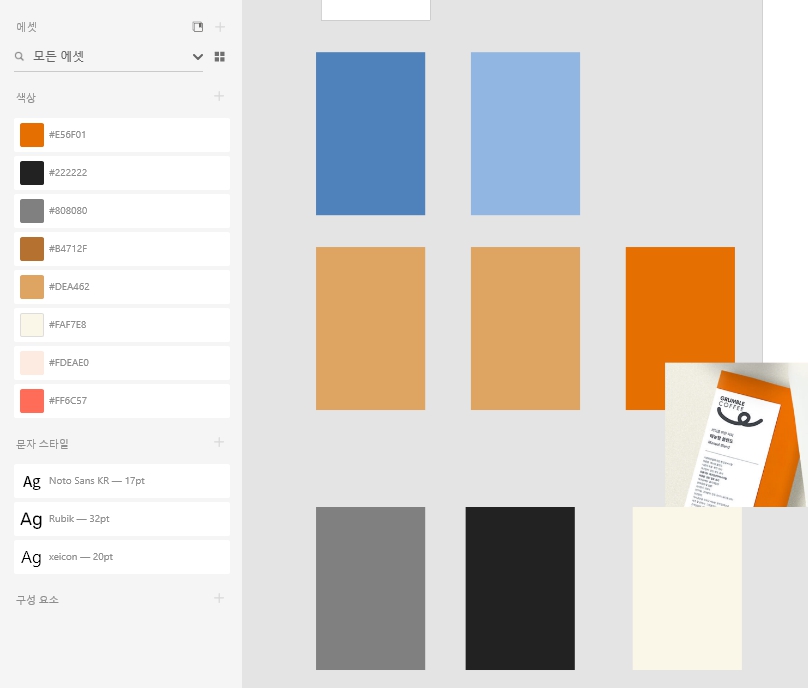 에셋
모든 에셋
색상
#E56F01
#222222
#808080
#B4712F
#DEA462
#FAF7E8
#FDEAE0
#FF6C57
문자 스타일
Ag Noto Sans KR — 17pt
Ag Rubik — 32pt
Ag xeicon — 20pt
구성 요소
GRUMBLE
COFFEE